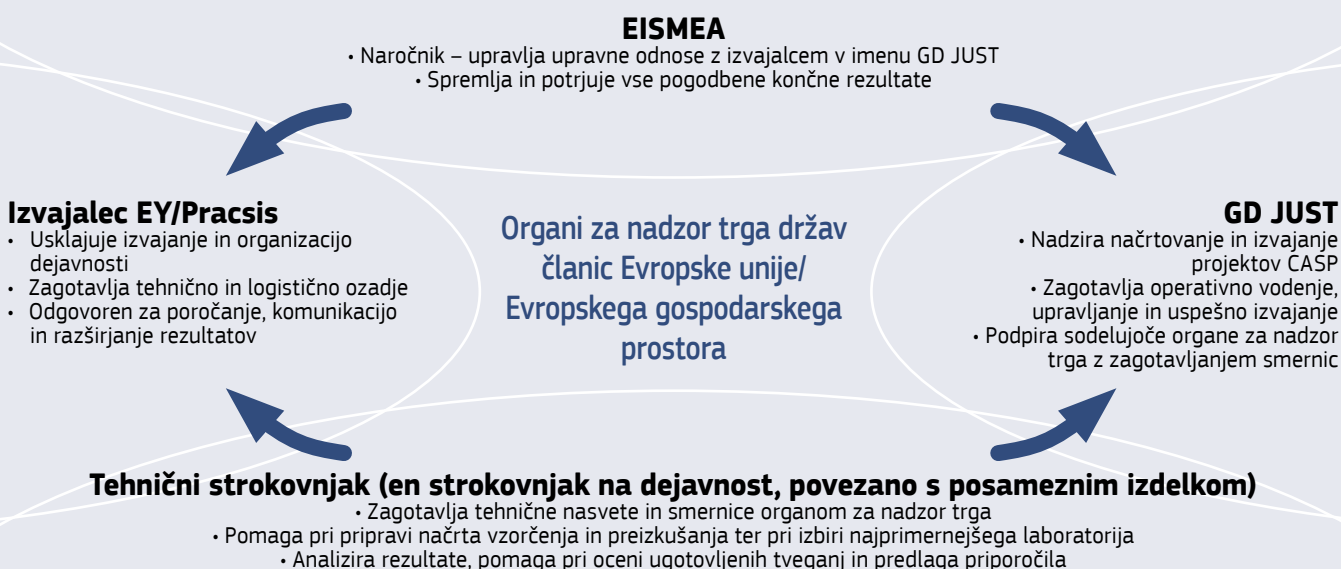 EISMEA
• Naročnik – upravlja upravne odnose z izvajalcem v imenu GD JUST
• Spremlja in potrjuje vse pogodbene končne rezultate
Izvajalec EY/Pracsis
• Usklajuje izvajanje in organizacijo
dejavnosti
• Zagotavlja tehnično in logistično ozadje
• Odgovoren za poročanje, komunikacijo
in razširjanje rezultatov
Organi za nadzor trga držav
članic Evropske unije/
Evropskega gospodarskega
prostora
GD JUST
• Nadzira načrtovanje in izvajanje
projektov CASP
• Zagotavlja operativno vodenje,
upravljanje in uspešno izvajanje
• Podpira sodelujoče organe za nadzor
trga z zagotavljanjem smernic
Tehnični strokovnjak (en strokovnjak na dejavnost, povezano s posameznim izdelkom)
• Zagotavlja tehnične nasvete in smernice organom za nadzor trga
• Pomaga pri pripravi načrta vzorčenja in preizkušanja ter pri izbiri najprimernejšega laboratorija
• Analizira rezultate, pomaga pri oceni ugotovljenih tveganj in predlaga priporočila